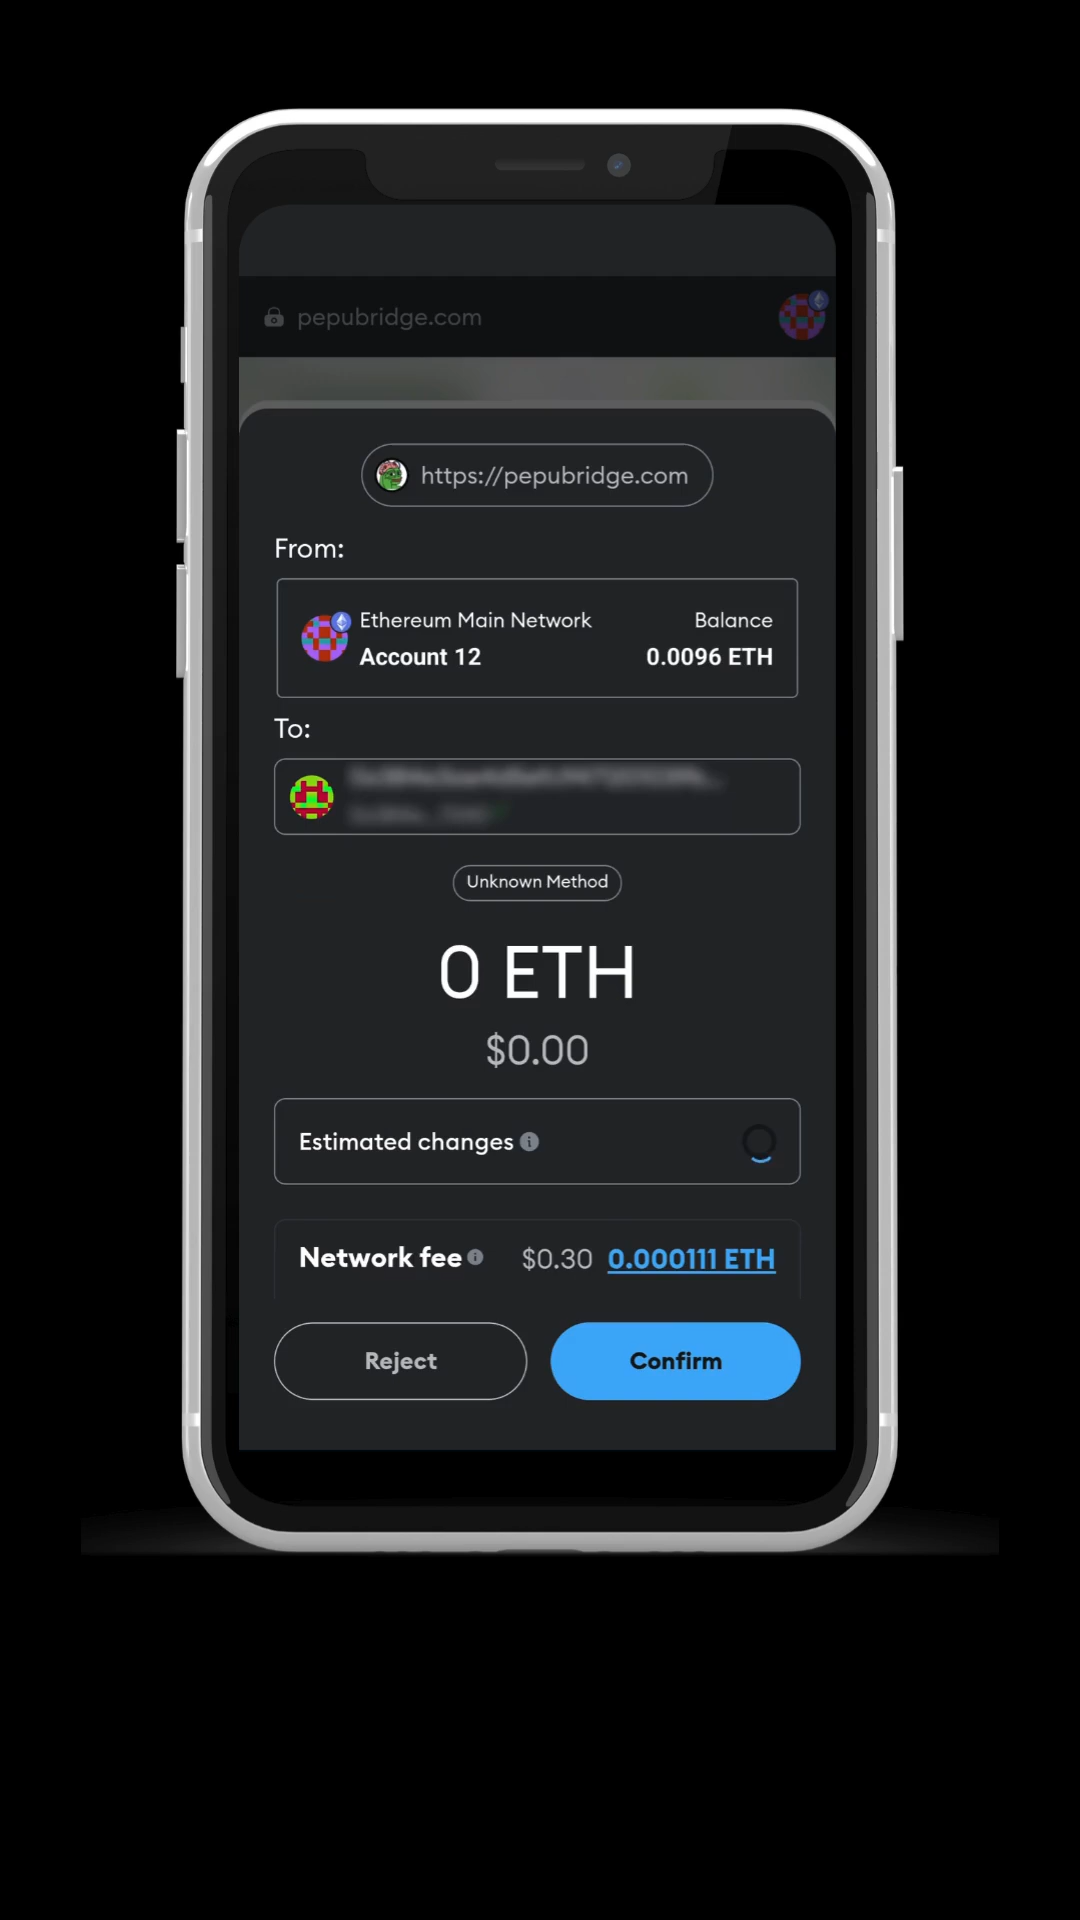 pepubridge.com
https://pepubridge.com
From:
Ethereum Main Network
Balance
Account 12
0.0096 ETH
To:
Unknown Method
0 ETH
$0.00
Estimated changes
Network fee $0.30 0.000111 ETH
Reject
Confirm